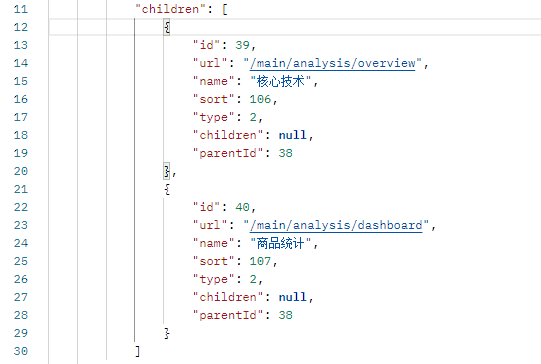 11 "children": [
12 {
13 "id": 39,
14 "url": "/main/analysis/overview",
15 "name": "核心技术",
16 "sort": 106,
17 "type": 2,
18 "children": null,
19 "parentId": 38
20 },
21 {
22 "id": 40,
23 "url": "/main/analysis/dashboard",
24 "name": "商品统计",
25 "sort": 107,
26 "type": 2,
27 "children": null,
28 "parentId": 38
29 }
30 ]